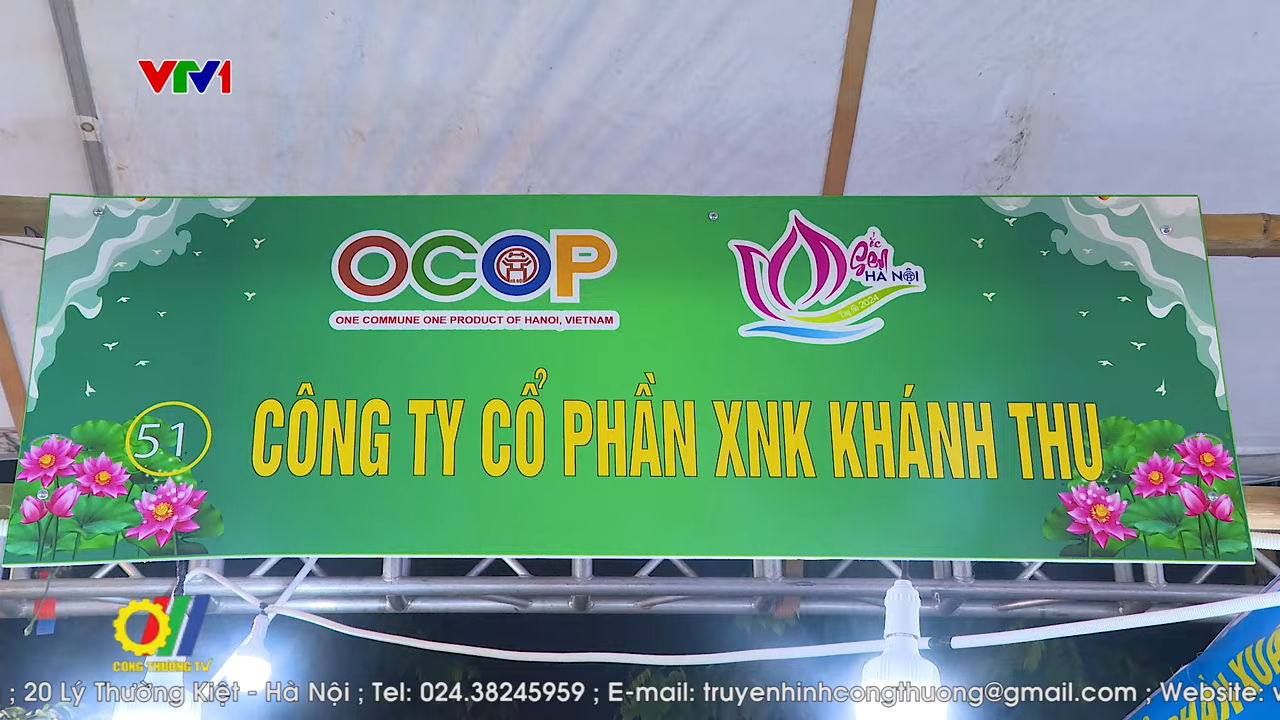 VTV1
OCOP
HÀ NỘI
ONE COMMUNE ONE PRODUCT OF HANOI, VIETNAM
Sắc
Sen
HÀ NỘI
51
CÔNG TY CỔ PHẦN XNK KHÁNH THU
CÔNG THƯƠNG TV
; 20 Lý Thường Kiệt - Hà Nội ; Tel: 024.38245959 ; E-mail: truyenhinhcongthuong@gmail.com ; Website: